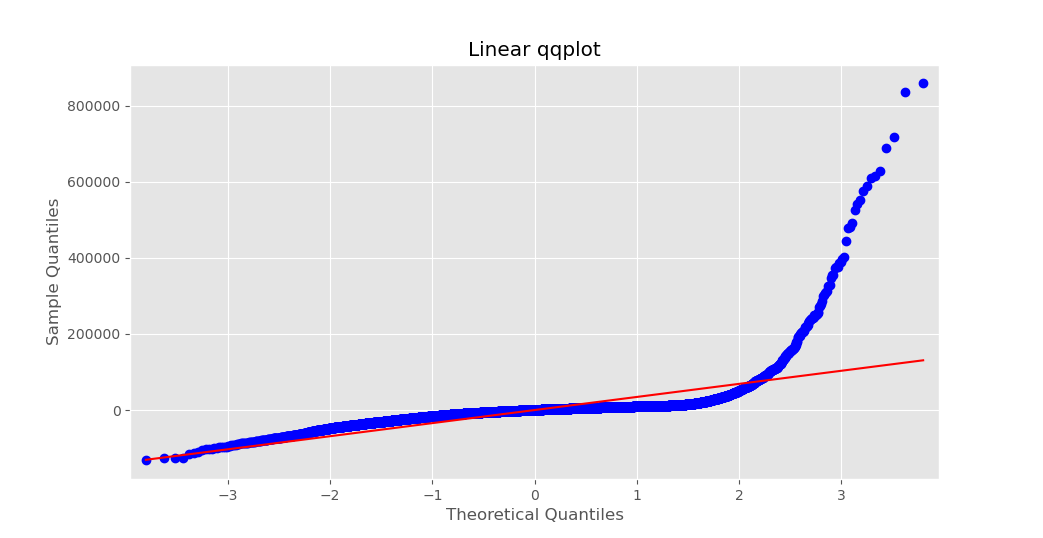 Linear qqplot
800000
600000
400000
200000
0
Sample Quantiles
−3 −2 −1 0 1 2 3
Theoretical Quantiles